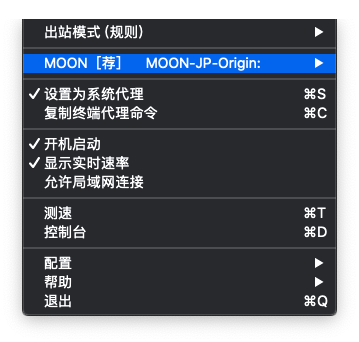 出站模式 (规则) ▶
MOON［荐］ MOON-JP-Origin: ▶
✓ 设置为系统代理 ⌘S
复制终端代理命令 ⌘C
✓ 开机启动
✓ 显示实时速率
允许局域网连接
测速 ⌘T
控制台 ⌘D
配置 ▶
帮助 ▶
退出 ⌘Q